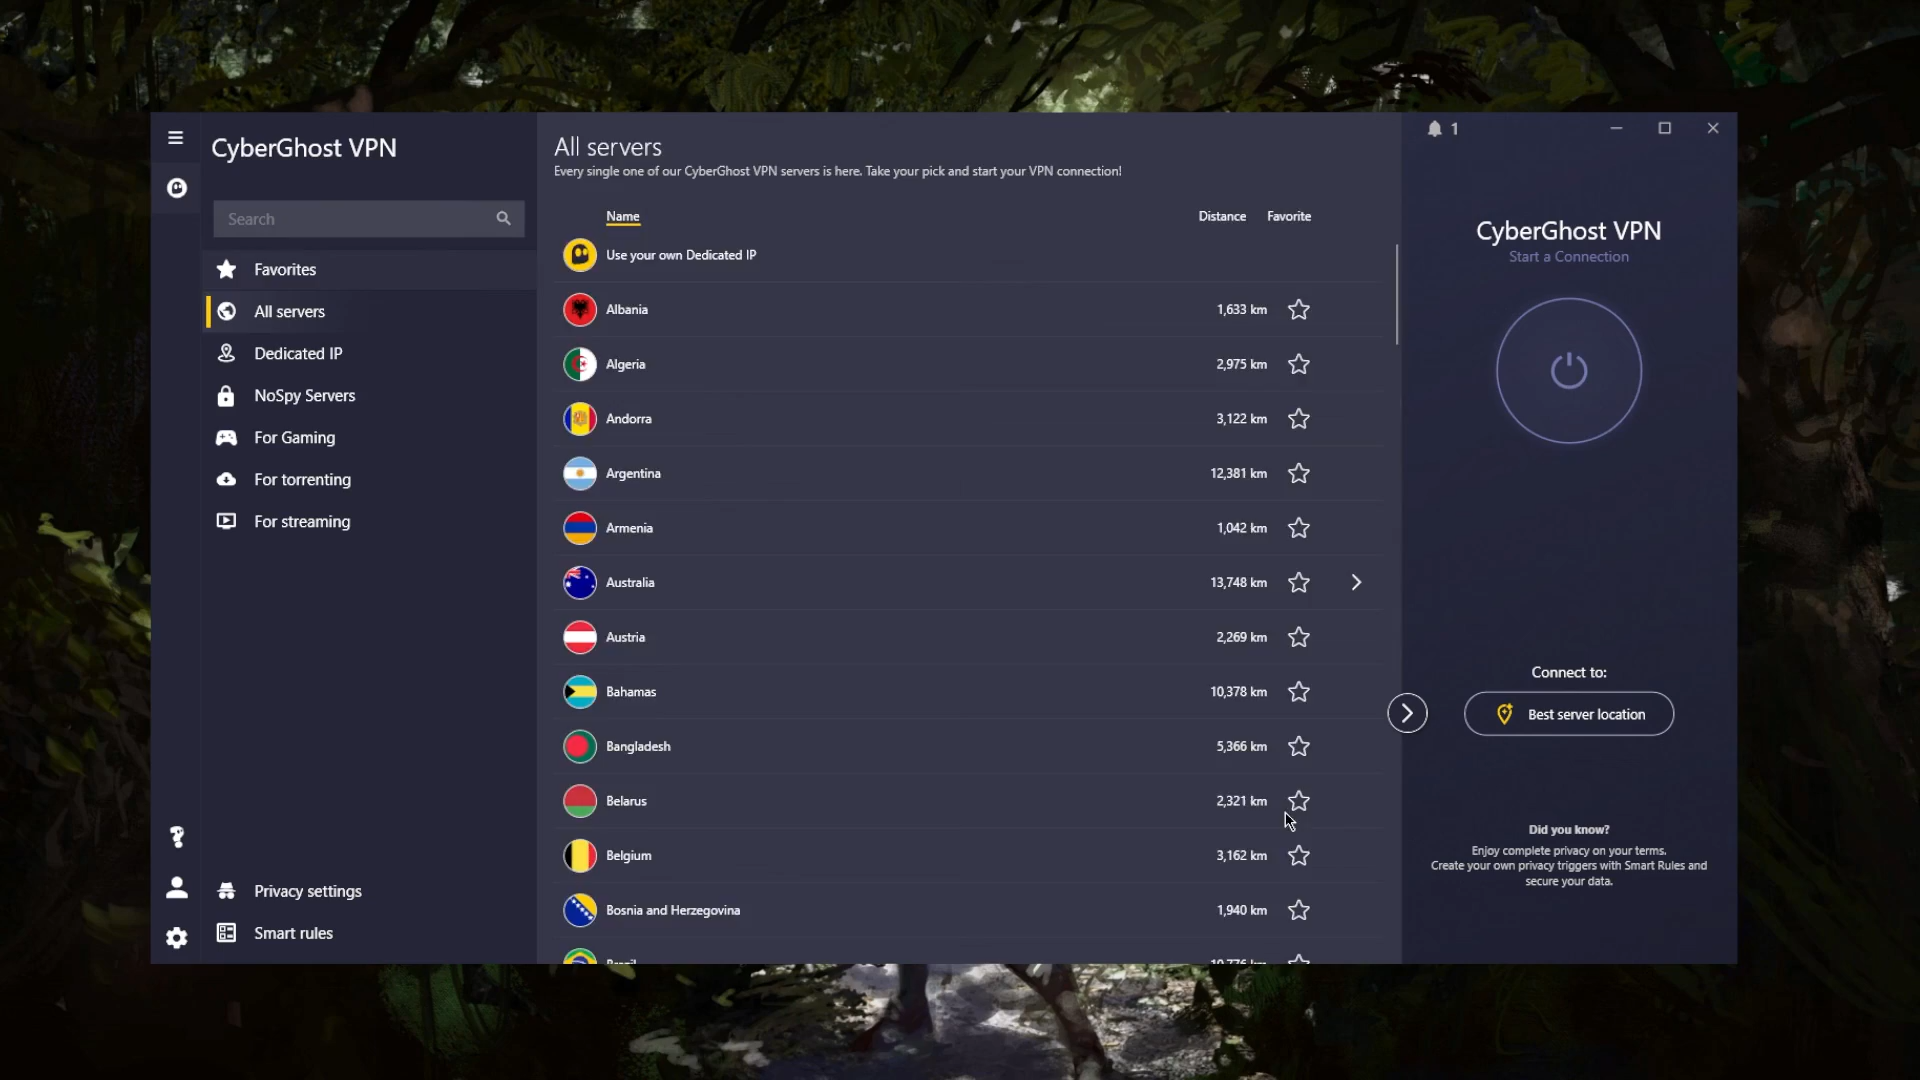 CyberGhost VPN
Search
Favorites
All servers
Dedicated IP
NoSpy Servers
For Gaming
For torrenting
For streaming
Privacy settings
Smart rules
All servers
Every single one of our CyberGhost VPN servers is here. Take your pick and start your VPN connection!
Name Distance Favorite
Use your own Dedicated IP
Albania 1,633 km
Algeria 2,975 km
Andorra 3,122 km
Argentina 12,381 km
Armenia 1,042 km
Australia 13,748 km
Austria 2,269 km
Bahamas 10,378 km
Bangladesh 5,366 km
Belarus 2,321 km
Belgium 3,162 km
Bosnia and Herzegovina 1,940 km
Brazil 10,776 km
1
CyberGhost VPN
Start a Connection
Connect to:
Best server location
Did you know?
Enjoy complete privacy on your terms.
Create your own privacy triggers with Smart Rules and
secure your data.